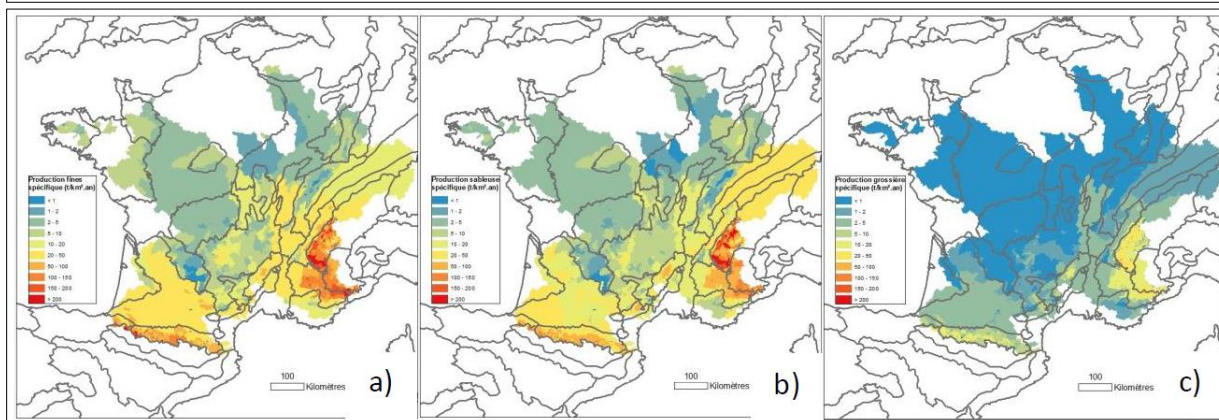 Production fines
spécifique (t/km².an)
< 1
1 - 2
2 - 5
5 - 10
10 - 20
20 - 50
50 - 100
100 - 150
150 - 200
> 200
100
Kilomètres
a)
Production sableuse
spécifique (t/km².an)
< 1
1 - 2
2 - 5
5 - 10
10 - 20
20 - 50
50 - 100
100 - 150
150 - 200
> 200
100
Kilomètres
b)
Production grossière
spécifique (t/km².an)
< 1
1 - 2
2 - 5
5 - 10
10 - 20
20 - 50
50 - 100
100 - 150
150 - 200
> 200
100
Kilomètres
c)